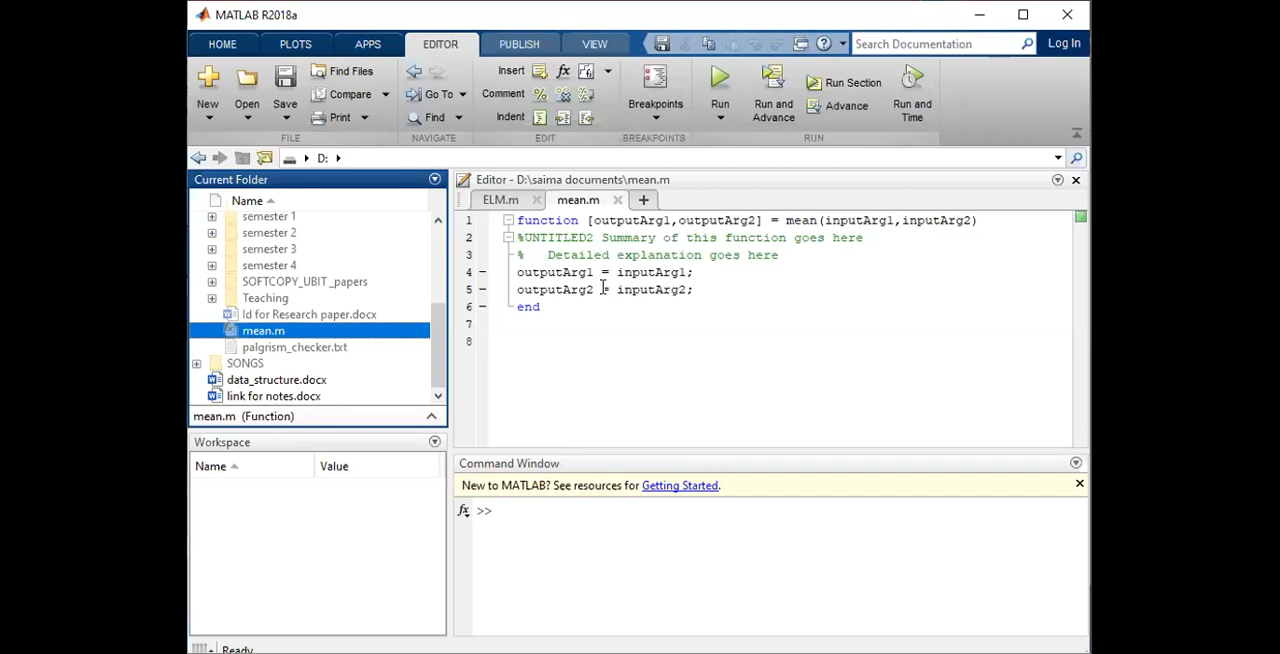 MATLAB R2018a
HOME PLOTS APPS EDITOR PUBLISH VIEW Search Documentation Log In
New Open Save Find Files Compare Print
Go To Find
Insert fx
Comment
Indent
Breakpoints Run Run and Advance Run Section Advance Run and Time
FILE NAVIGATE EDIT BREAKPOINTS RUN
D:
Current Folder
Name
semester 1
semester 2
semester 3
semester 4
SOFTCOPY_UBIT_papers
Teaching
Id for Research paper.docx
mean.m
palgrism_checker.txt
SONGS
data_structure.docx
link for notes.docx
mean.m (Function)
Workspace
Name Value
Editor - D:\saima documents\mean.m
ELM.m mean.m
1 function [outputArg1,outputArg2] = mean(inputArg1,inputArg2)
2 %UNTITLED2 Summary of this function goes here
3 % Detailed explanation goes here
4 outputArg1 = inputArg1;
5 outputArg2 = inputArg2;
6 end
7
8
Command Window
New to MATLAB? See resources for Getting Started.
fx >>
Ready